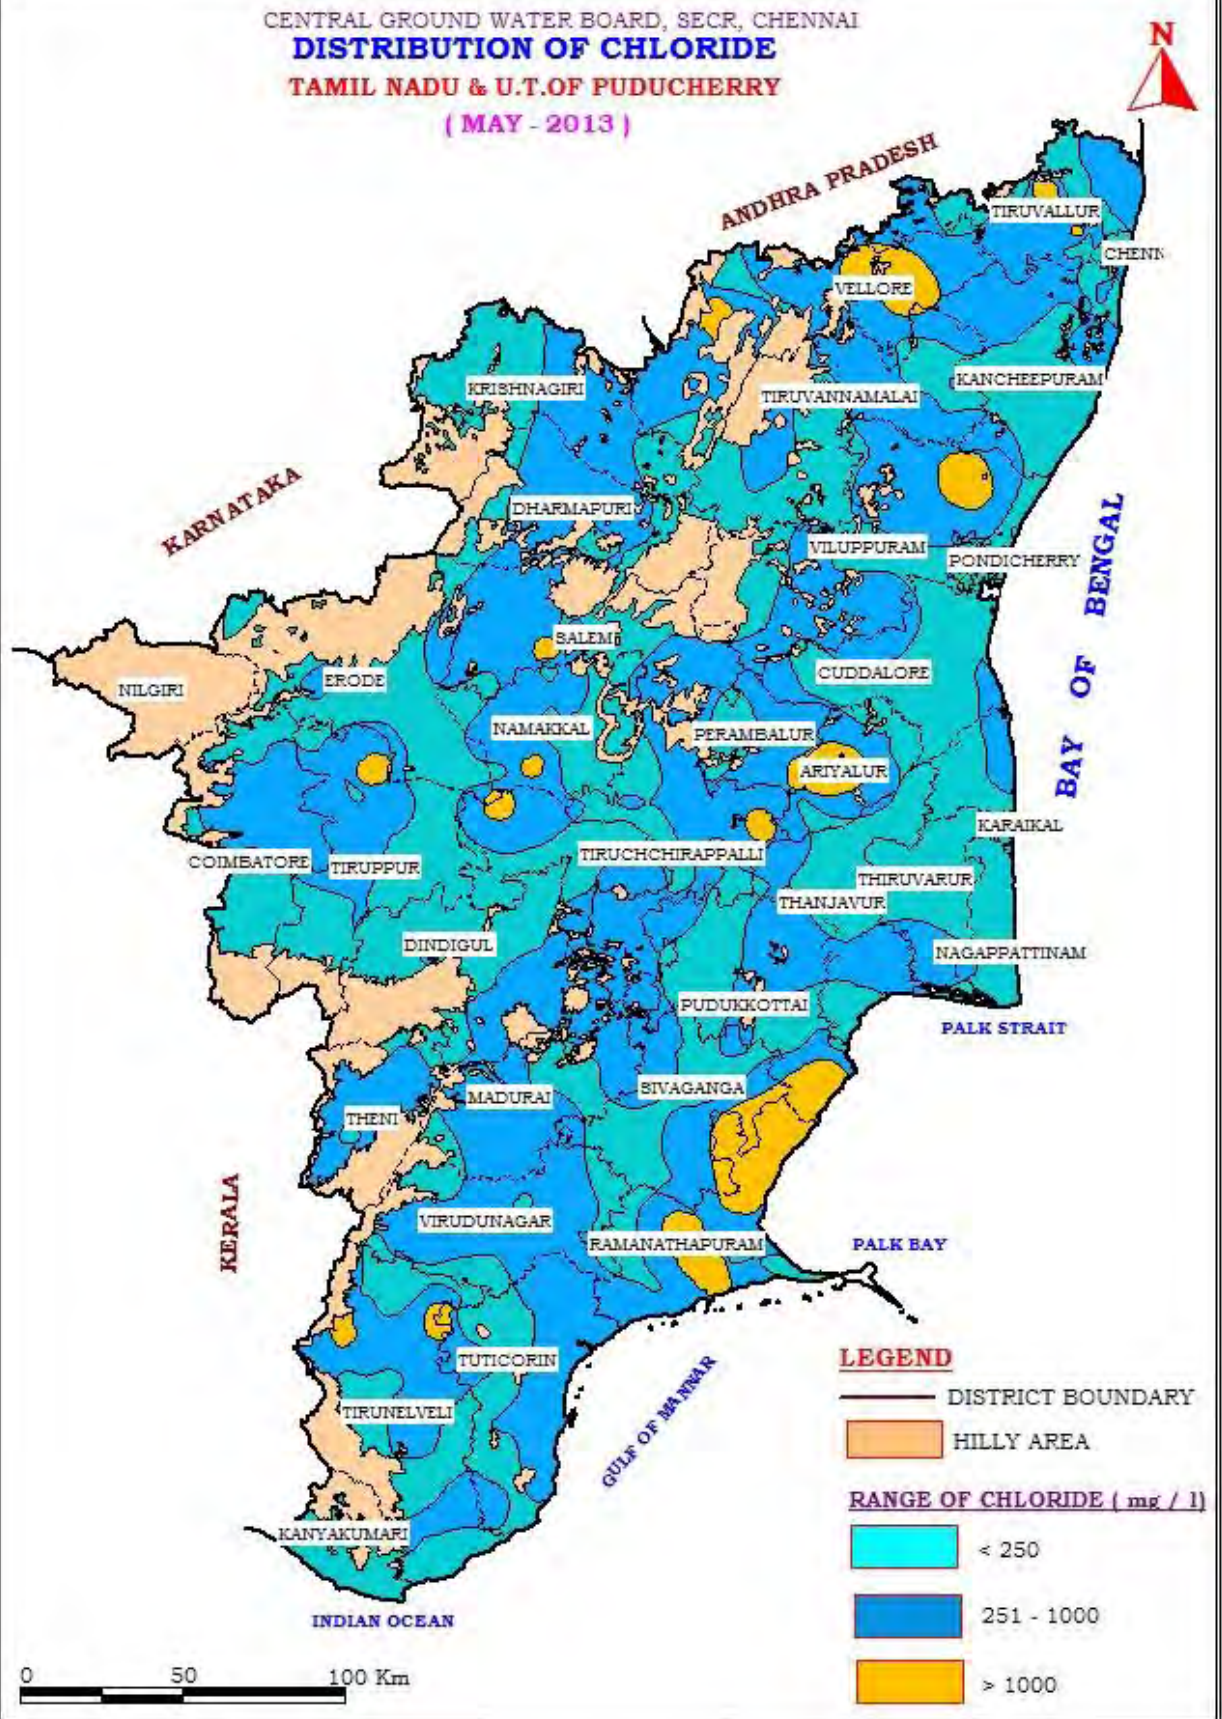 CENTRAL GROUND WATER BOARD, SECR, CHENNAI
DISTRIBUTION OF CHLORIDE
TAMIL NADU & U.T.OF PUDUCHERRY
( MAY - 2013 )
N
ANDHRA PRADESH
TIRUVALLUR
CHENN
VELLORE
KRISHNAGIRI
TIRUVANNAMALAI
KANCHEEPURAM
KARNATAKA
DHARMAPURI
VILUPPURAM
PONDICHERRY
BAY OF BENGAL
SALEM
CUDDALORE
NILGIRI
ERODE
NAMAKKAL
PERAMBALUR
ARIYALUR
KARAIKAL
COIMBATORE
TIRUPPUR
TIRUCHCHIRAPPALLI
THIRUVARUR
THANJAVUR
DINDIGUL
NAGAPPATTINAM
PUDUKKOTTAI
PALK STRAIT
SIVAGANGA
MADURAI
THENI
KERALA
VIRUDUNAGAR
RAMANATHAPURAM
PALK BAY
TUTICORIN
GULF OF MANNAR
TIRUNELVELI
KANYAKUMARI
INDIAN OCEAN
LEGEND
DISTRICT BOUNDARY
HILLY AREA
RANGE OF CHLORIDE ( mg / l)
< 250
251 - 1000
> 1000
0 50 100 Km